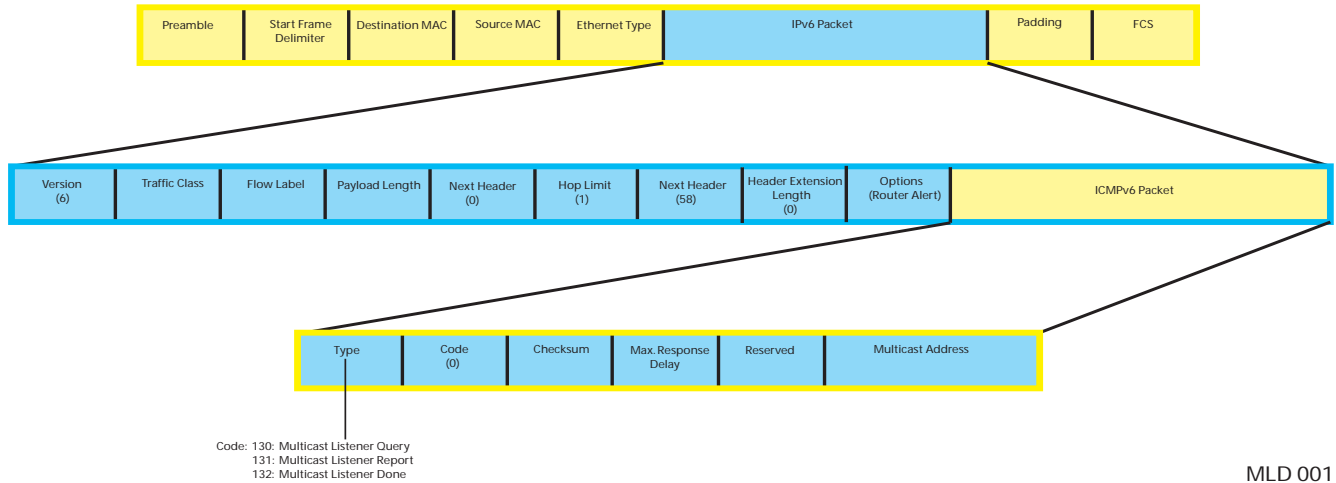 Preamble
Start Frame
Delimiter
Destination MAC
Source MAC
Ethernet Type
IPv6 Packet
Padding
FCS
Version
(6)
Traffic Class
Flow Label
Payload Length
Next Header
(0)
Hop Limit
(1)
Next Header
(58)
Header Extension
Length
(0)
Options
(Router Alert)
ICMPv6 Packet
Type
Code
(0)
Checksum
Max. Response
Delay
Reserved
Multicast Address
Code: 130: Multicast Listener Query
131: Multicast Listener Report
132: Multicast Listener Done
MLD 001